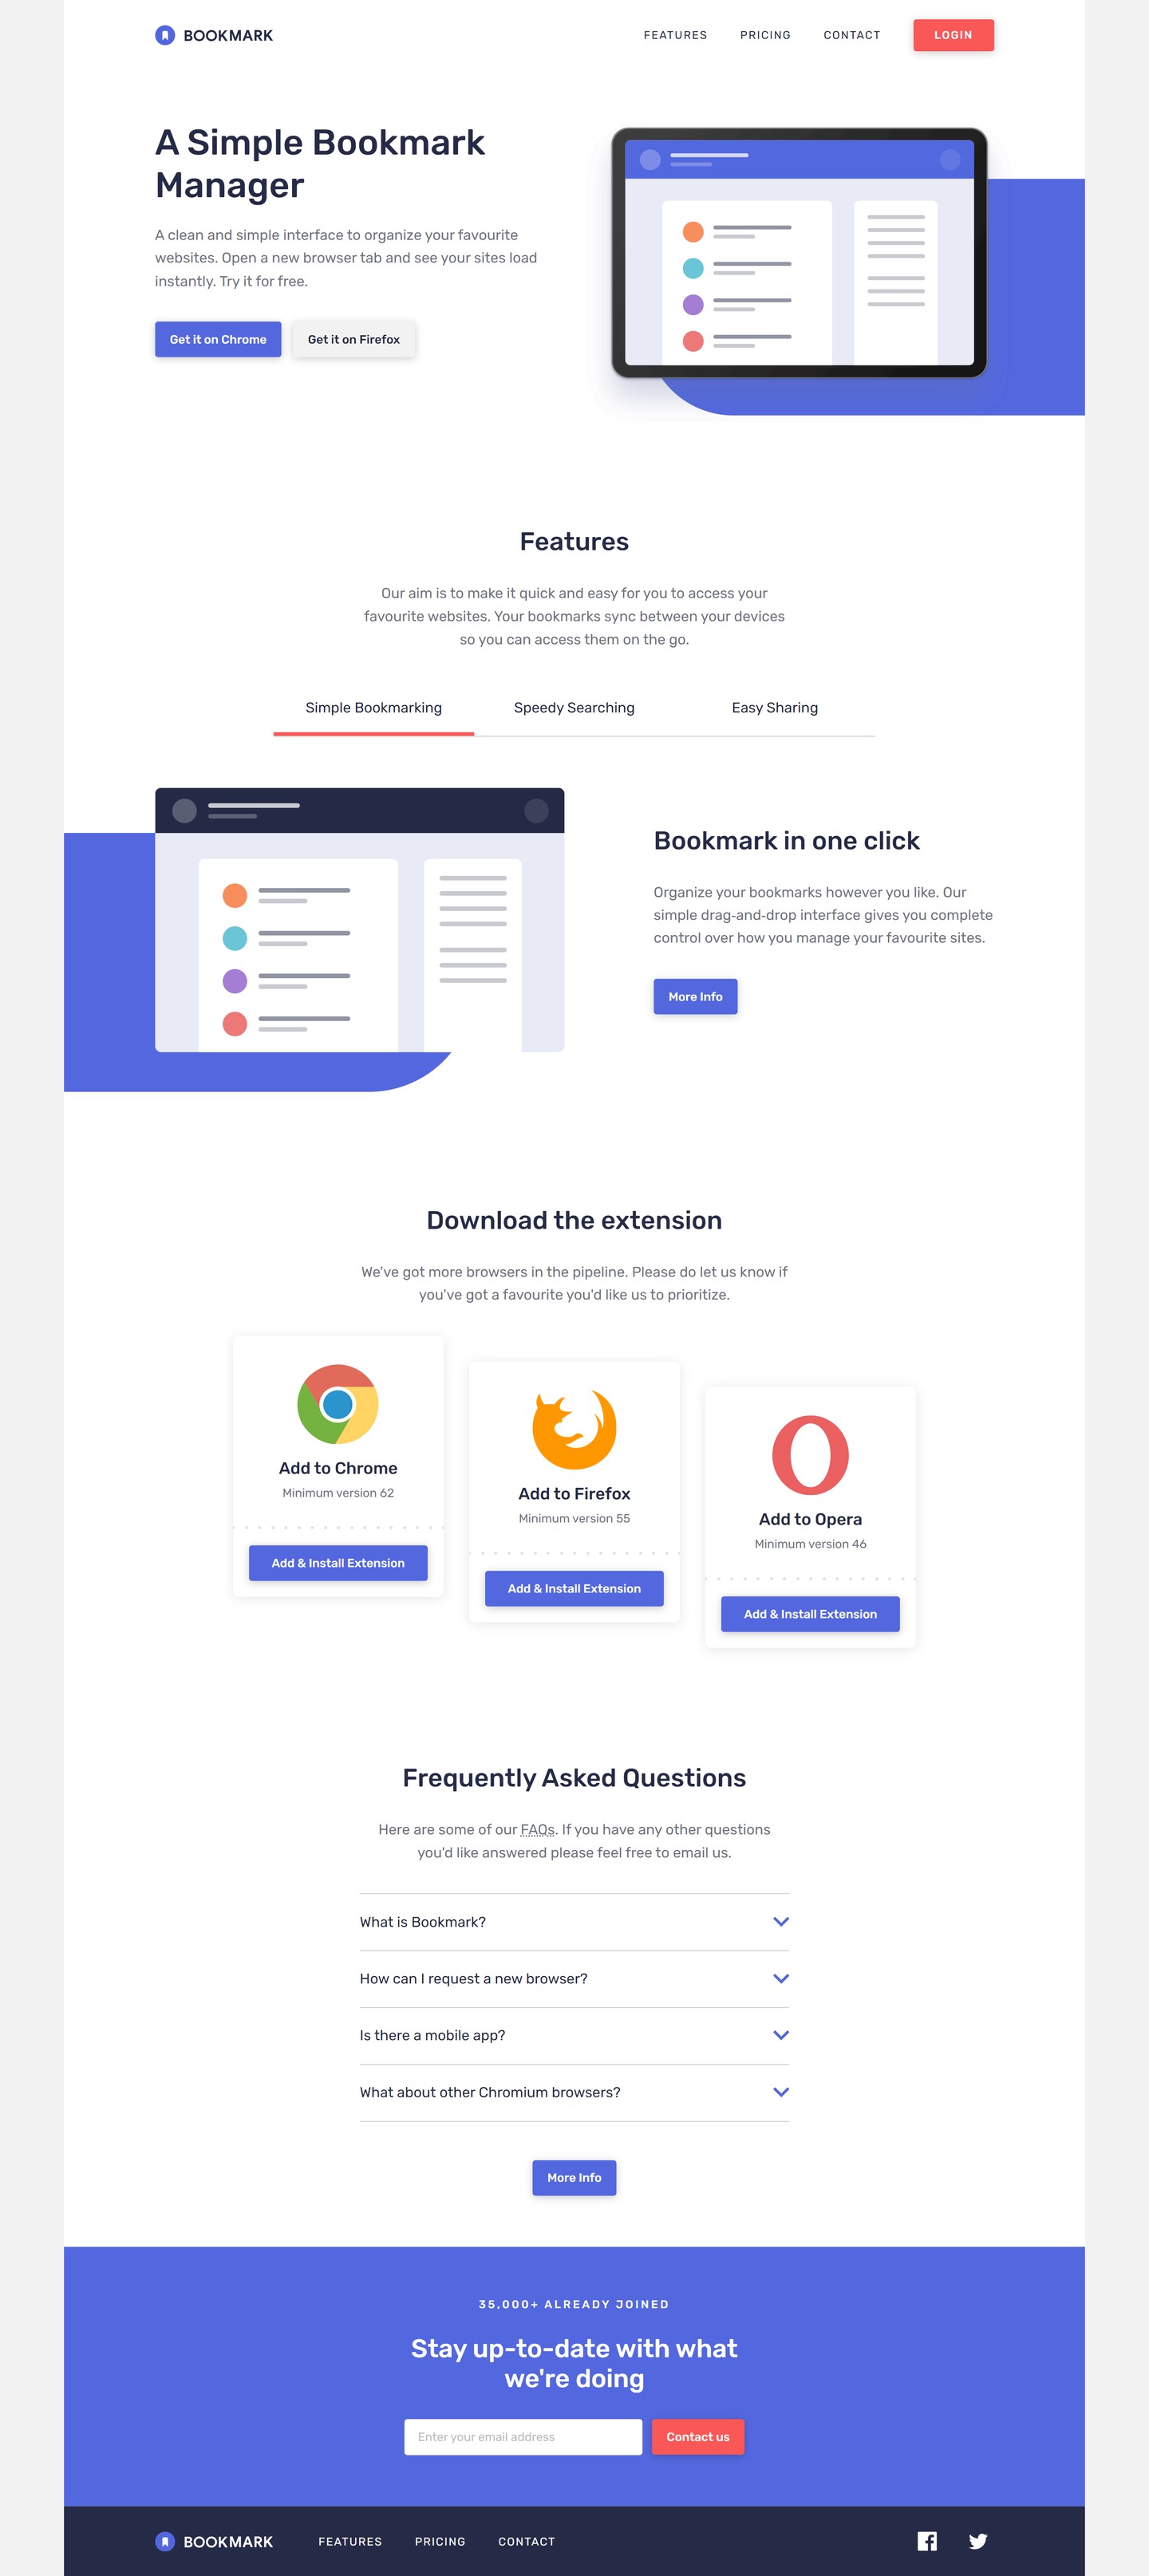 BOOKMARK
FEATURES PRICING CONTACT LOGIN
A Simple Bookmark
Manager
A clean and simple interface to organize your favourite
websites. Open a new browser tab and see your sites load
instantly. Try it for free.
Get it on Chrome
Get it on Firefox
Features
Our aim is to make it quick and easy for you to access your
favourite websites. Your bookmarks sync between your devices
so you can access them on the go.
Simple Bookmarking
Speedy Searching
Easy Sharing
Bookmark in one click
Organize your bookmarks however you like. Our
simple drag-and-drop interface gives you complete
control over how you manage your favourite sites.
More Info
Download the extension
We've got more browsers in the pipeline. Please do let us know if
you've got a favourite you'd like us to prioritize.
Add to Chrome
Minimum version 62
Add & Install Extension
Add to Firefox
Minimum version 55
Add & Install Extension
Add to Opera
Minimum version 46
Add & Install Extension
Frequently Asked Questions
Here are some of our FAQs. If you have any other questions
you'd like answered please feel free to email us.
What is Bookmark?
How can I request a new browser?
Is there a mobile app?
What about other Chromium browsers?
More Info
35,000+ ALREADY JOINED
Stay up-to-date with what
we're doing
Enter your email address
Contact us
BOOKMARK
FEATURES PRICING CONTACT